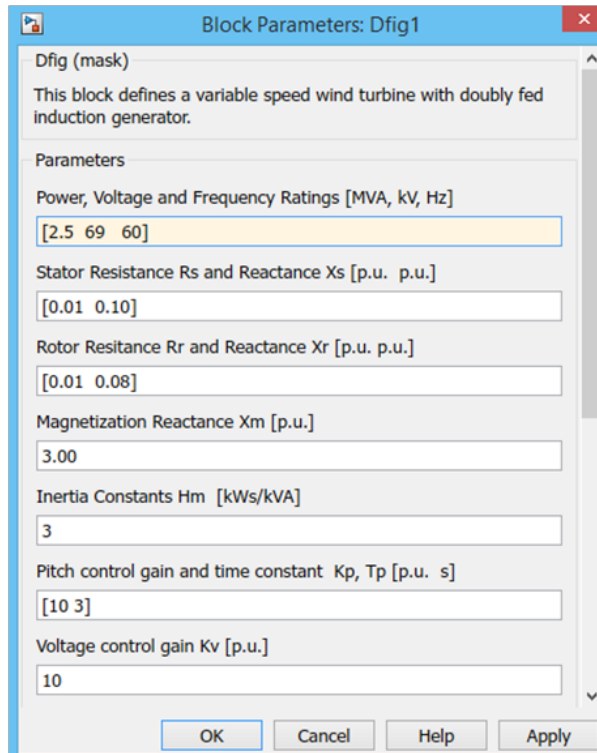 Block Parameters: Dfig1
Dfig (mask)
This block defines a variable speed wind turbine with doubly fed
induction generator.
Parameters
Power, Voltage and Frequency Ratings [MVA, kV, Hz]
[2.5  69   60]
Stator Resistance Rs and Reactance Xs [p.u.  p.u.]
[0.01  0.10]
Rotor Resitance Rr and Reactance Xr [p.u. p.u.]
[0.01  0.08]
Magnetization Reactance Xm [p.u.]
3.00
Inertia Constants Hm  [kWs/kVA]
3
Pitch control gain and time constant  Kp, Tp [p.u.  s]
[10 3]
Voltage control gain Kv [p.u.]
10
OK Cancel Help Apply